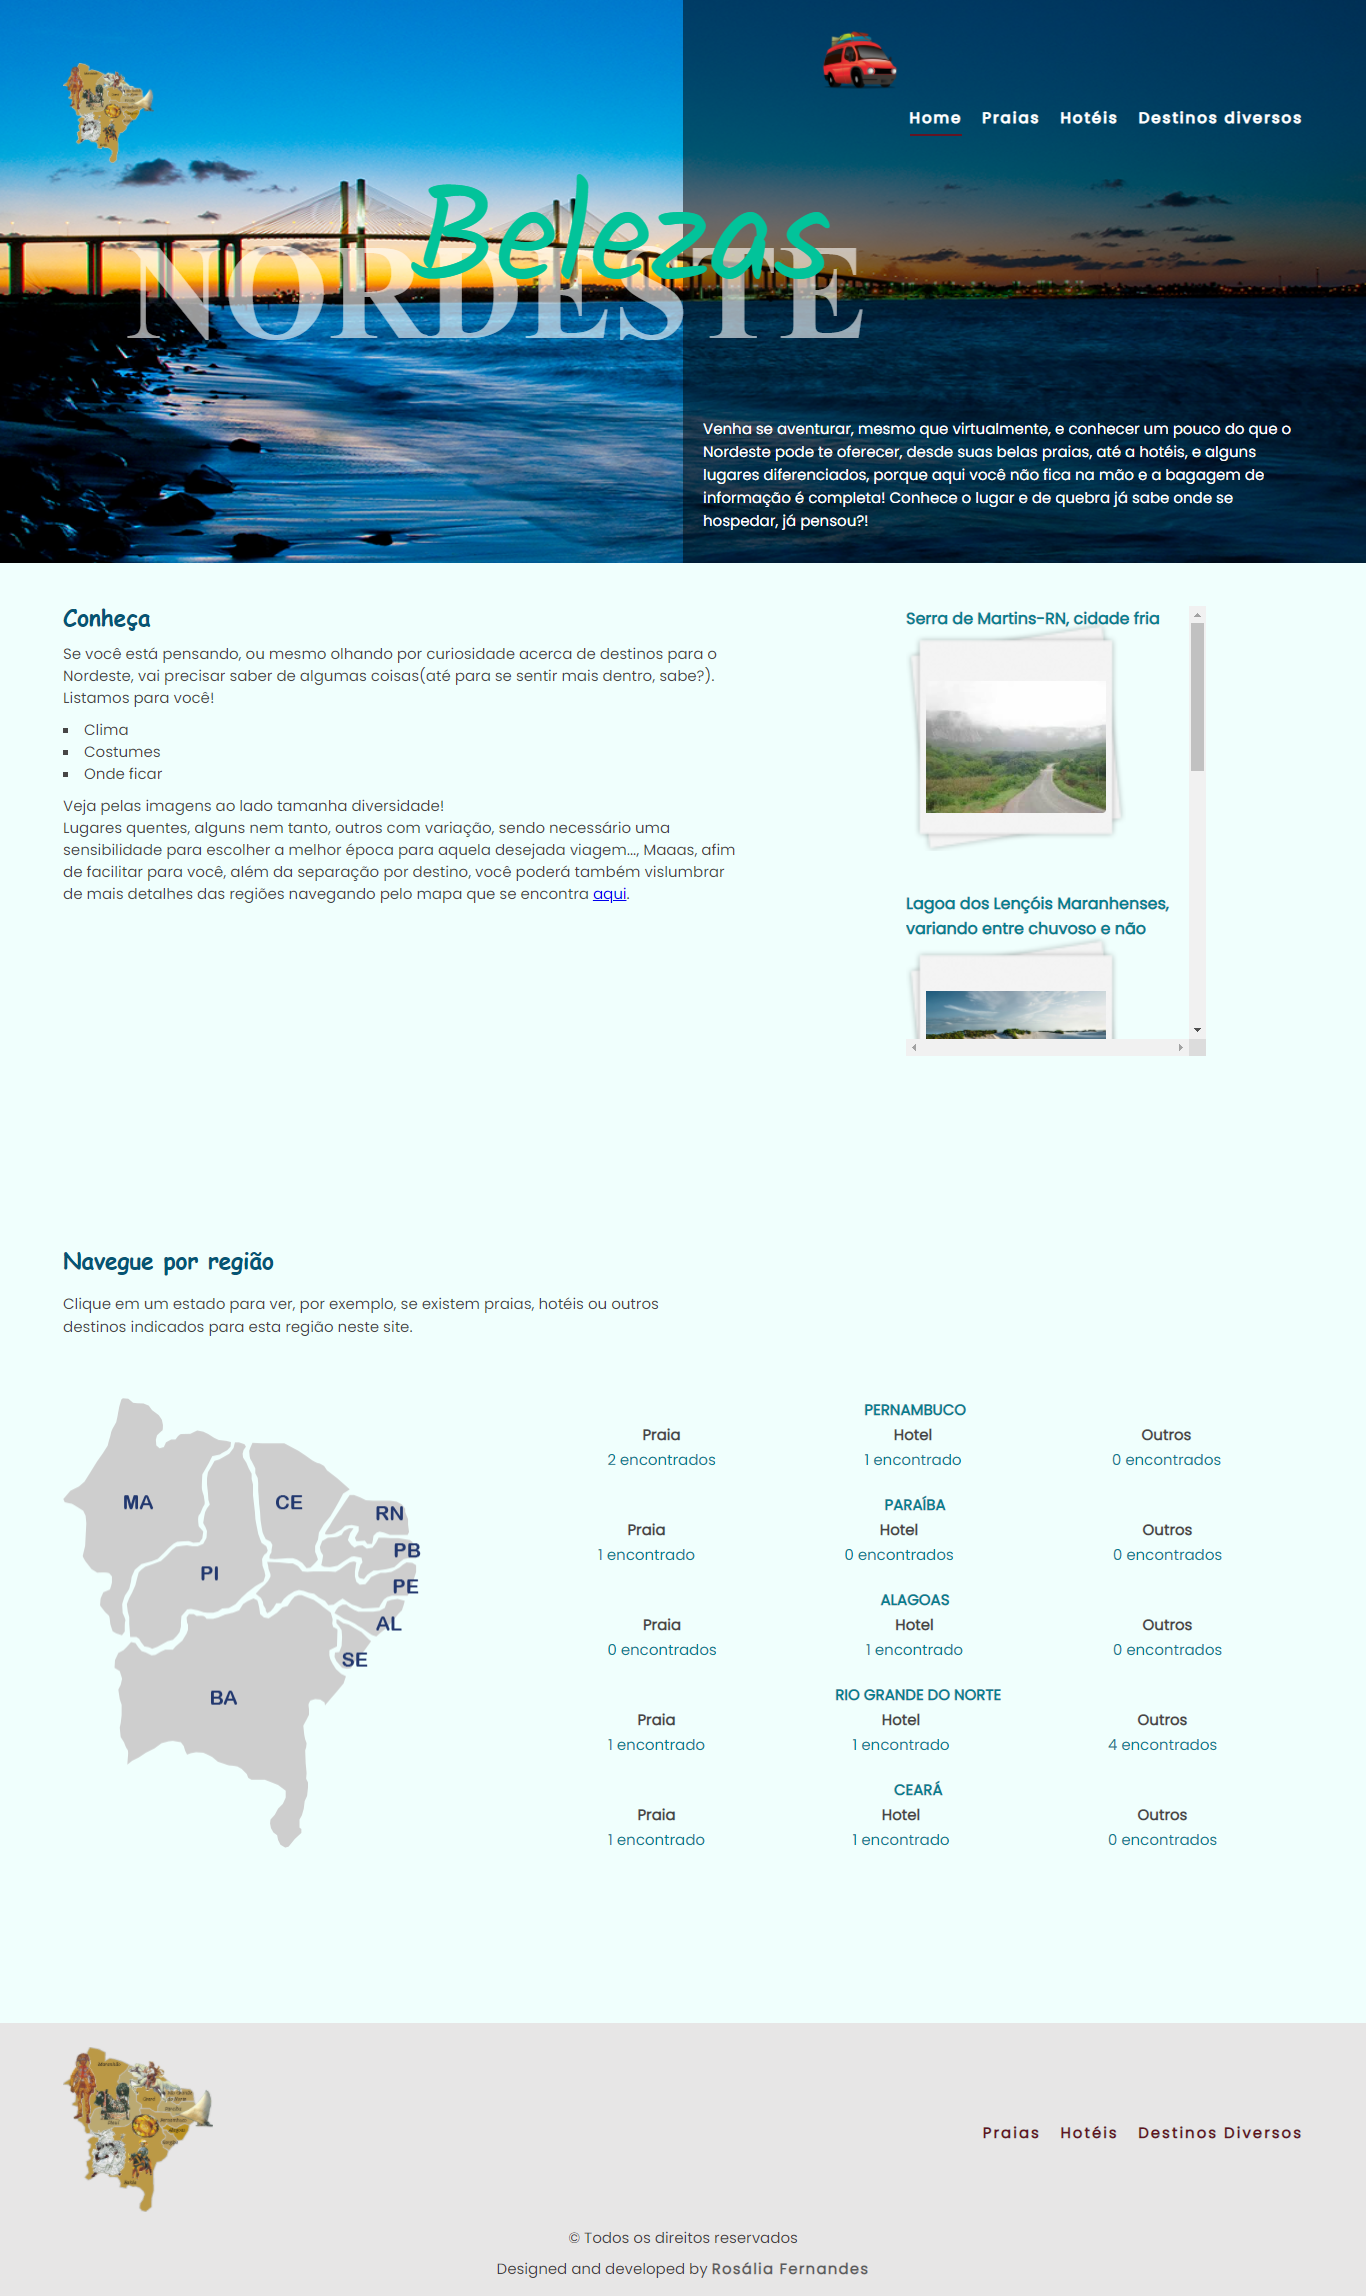 Home Praias Hotéis Destinos diversos
Belezas
NORDESTE
Venha se aventurar, mesmo que virtualmente, e conhecer um pouco do que o
Nordeste pode te oferecer, desde suas belas praias, até a hotéis, e alguns
lugares diferenciados, porque aqui você não fica na mão e a bagagem de
informação é completa! Conhece o lugar e de quebra já sabe onde se
hospedar, já pensou?!
Conheça
Se você está pensando, ou mesmo olhando por curiosidade acerca de destinos para o
Nordeste, vai precisar saber de algumas coisas(até para se sentir mais dentro, sabe?).
Listamos para você!
Clima
Costumes
Onde ficar
Veja pelas imagens ao lado tamanha diversidade!
Lugares quentes, alguns nem tanto, outros com variação, sendo necessário uma
sensibilidade para escolher a melhor época para aquela desejada viagem..., Maaas, afim
de facilitar para você, além da separação por destino, você poderá também vislumbrar
de mais detalhes das regiões navegando pelo mapa que se encontra aqui.
Serra de Martins-RN, cidade fria
Lagoa dos Lençóis Maranhenses,
variando entre chuvoso e não
Navegue por região
Clique em um estado para ver, por exemplo, se existem praias, hotéis ou outros
destinos indicados para esta região neste site.
MA
CE
RN
PB
PI
PE
AL
SE
BA
PERNAMBUCO
Praia Hotel Outros
2 encontrados 1 encontrado 0 encontrados
PARAÍBA
Praia Hotel Outros
1 encontrado 0 encontrados 0 encontrados
ALAGOAS
Praia Hotel Outros
0 encontrados 1 encontrado 0 encontrados
RIO GRANDE DO NORTE
Praia Hotel Outros
1 encontrado 1 encontrado 4 encontrados
CEARÁ
Praia Hotel Outros
1 encontrado 1 encontrado 0 encontrados
Praias Hotéis Destinos Diversos
© Todos os direitos reservados
Designed and developed by Rosália Fernandes